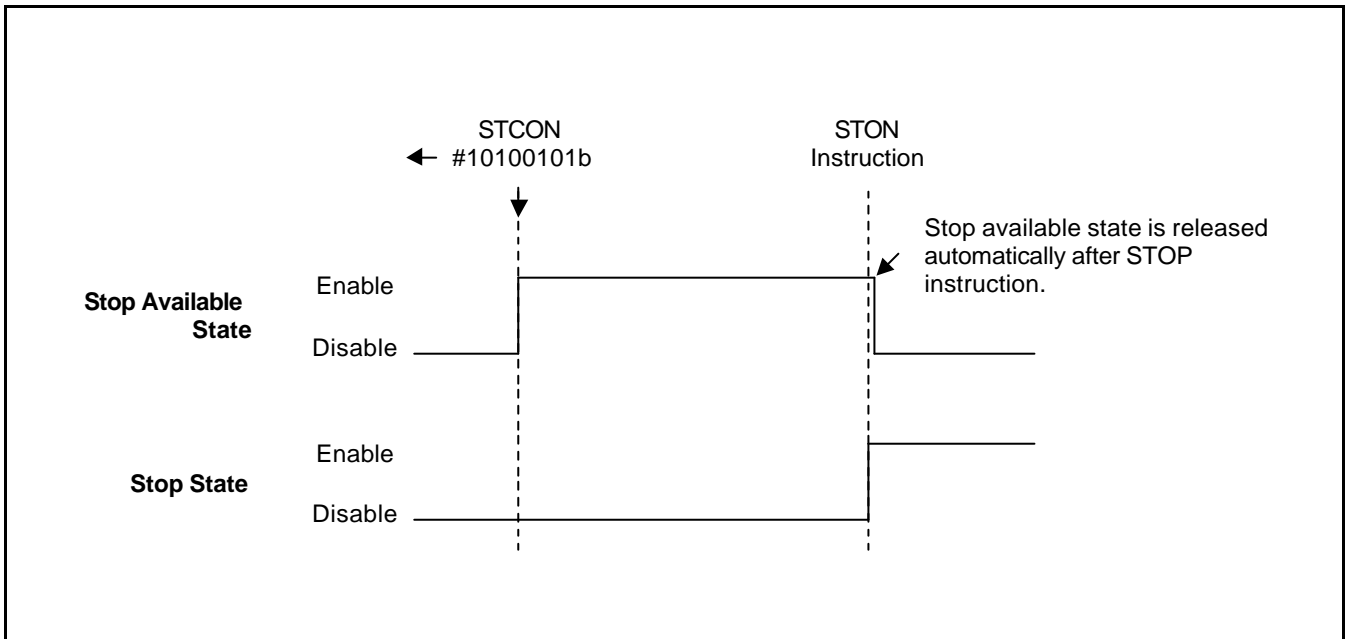 STCON
← #10100101b
STON
Instruction
Stop available state is released
automatically after STOP
instruction.
Stop Available
State
Enable
Disable
Stop State
Enable
Disable